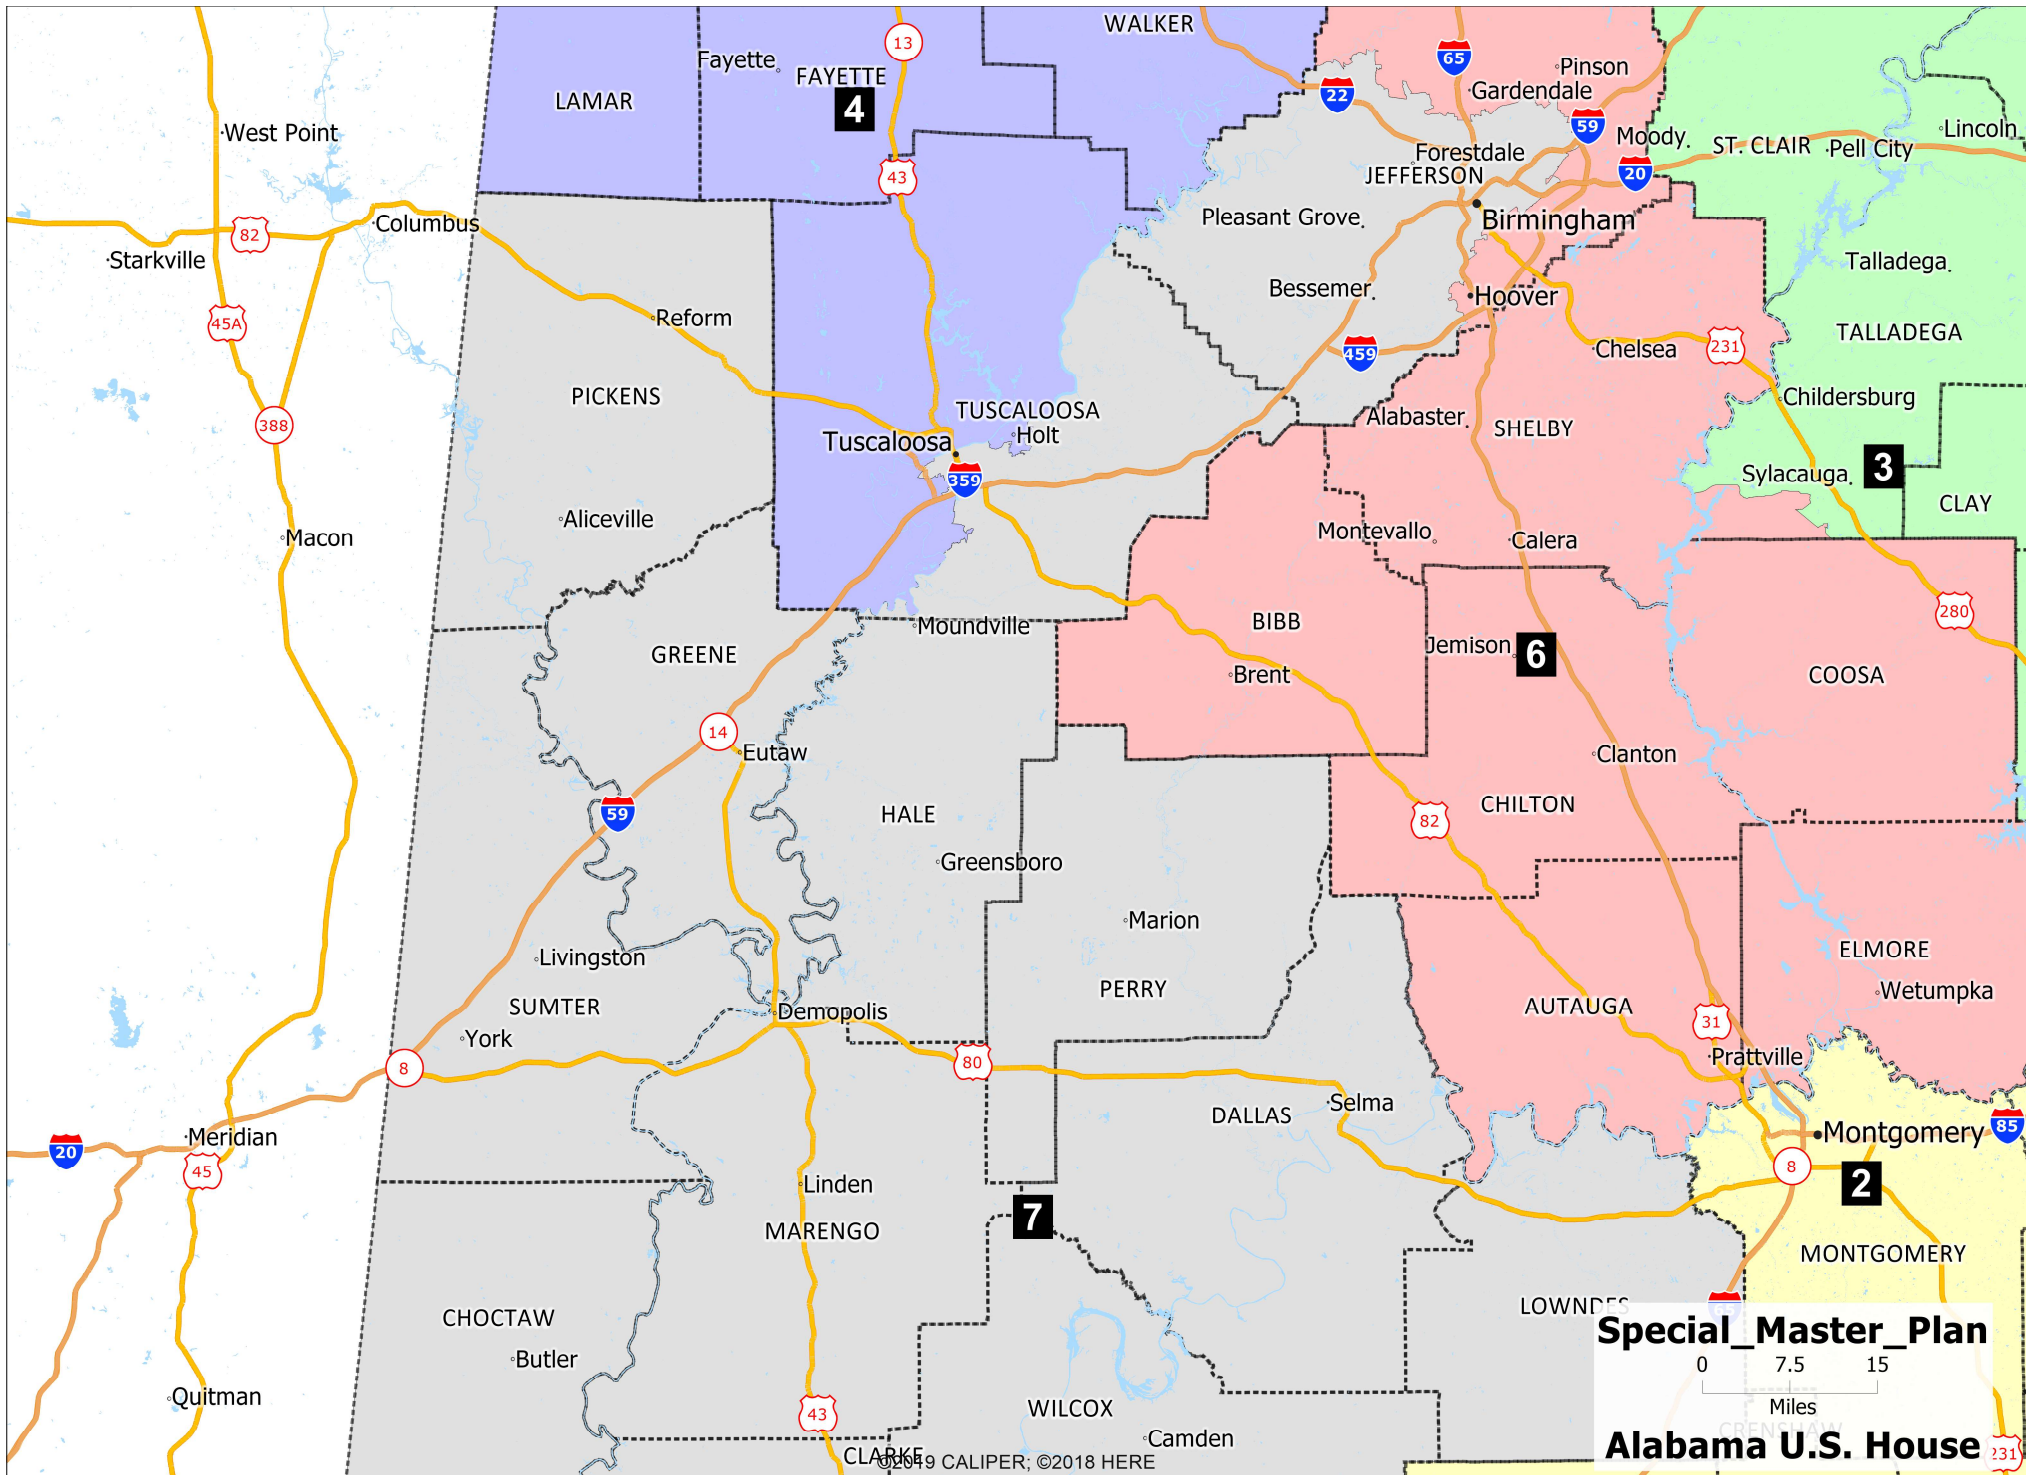 WALKER
13
65
Pinson
Fayette
FAYETTE
Gardendale
LAMAR
4
22
59
Moody
Lincoln
West Point
ST. CLAIR
Pell City
Forestdale
JEFFERSON
20
43
Columbus
Pleasant Grove
Birmingham
82
Starkville
Talladega
Bessemer
Hoover
45A
Reform
TALLADEGA
459
Chelsea
231
PICKENS
Childersburg
TUSCALOOSA
Alabaster
SHELBY
388
Tuscaloosa
Holt
3
Sylacauga
359
CLAY
Aliceville
Montevallo
Calera
Macon
280
Moundville
BIBB
GREENE
Jemison
6
Brent
COOSA
14
Eutaw
Clanton
59
HALE
82
CHILTON
Greensboro
Marion
ELMORE
Livingston
PERRY
Wetumpka
SUMTER
AUTAUGA
Demopolis
31
York
80
Prattville
8
DALLAS
Selma
Meridian
Montgomery
85
20
45
8
2
Linden
7
MARENGO
MONTGOMERY
CHOCTAW
LOWNDES
65
Special_Master_Plan
Butler
0 7.5 15
Quitman
Miles
WILCOX
43
CRENSHAW
Camden
Alabama U.S. House
231
CLARKE
©2019 CALIPER; ©2018 HERE